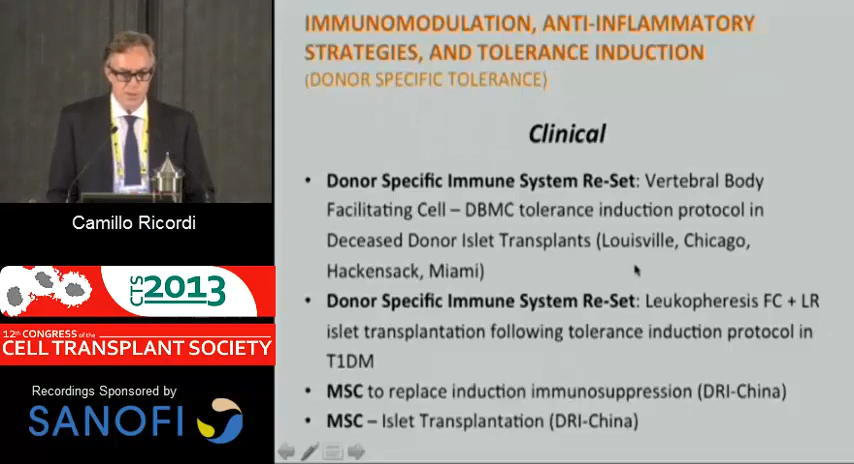 IMMUNOMODULATION, ANTI-INFLAMMATORY
STRATEGIES, AND TOLERANCE INDUCTION
(DONOR SPECIFIC TOLERANCE)
Clinical
• Donor Specific Immune System Re-Set: Vertebral Body
Facilitating Cell – DBMC tolerance induction protocol in
Deceased Donor Islet Transplants (Louisville, Chicago,
Hackensack, Miami)
• Donor Specific Immune System Re-Set: Leukopheresis FC + LR
islet transplantation following tolerance induction protocol in
T1DM
• MSC to replace induction immunosuppression (DRI-China)
• MSC – Islet Transplantation (DRI-China)
Camillo Ricordi
CTS 2013
12th CONGRESS of the
CELL TRANSPLANT SOCIETY
Recordings Sponsored by
SANOFI